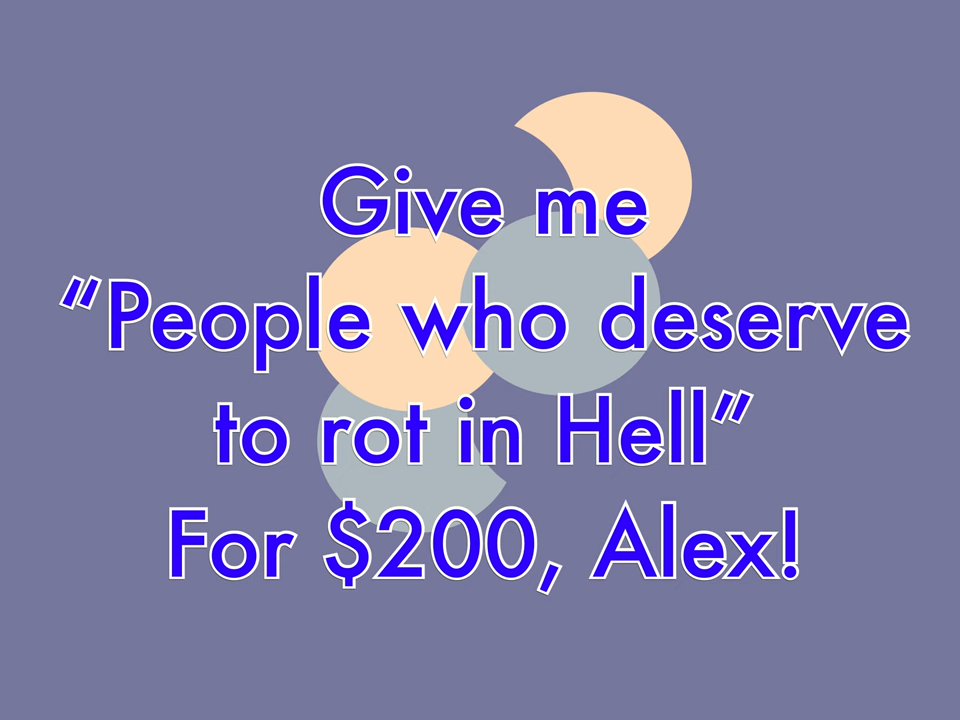 Give me
“People who deserve
to rot in Hell”
For $200, Alex!